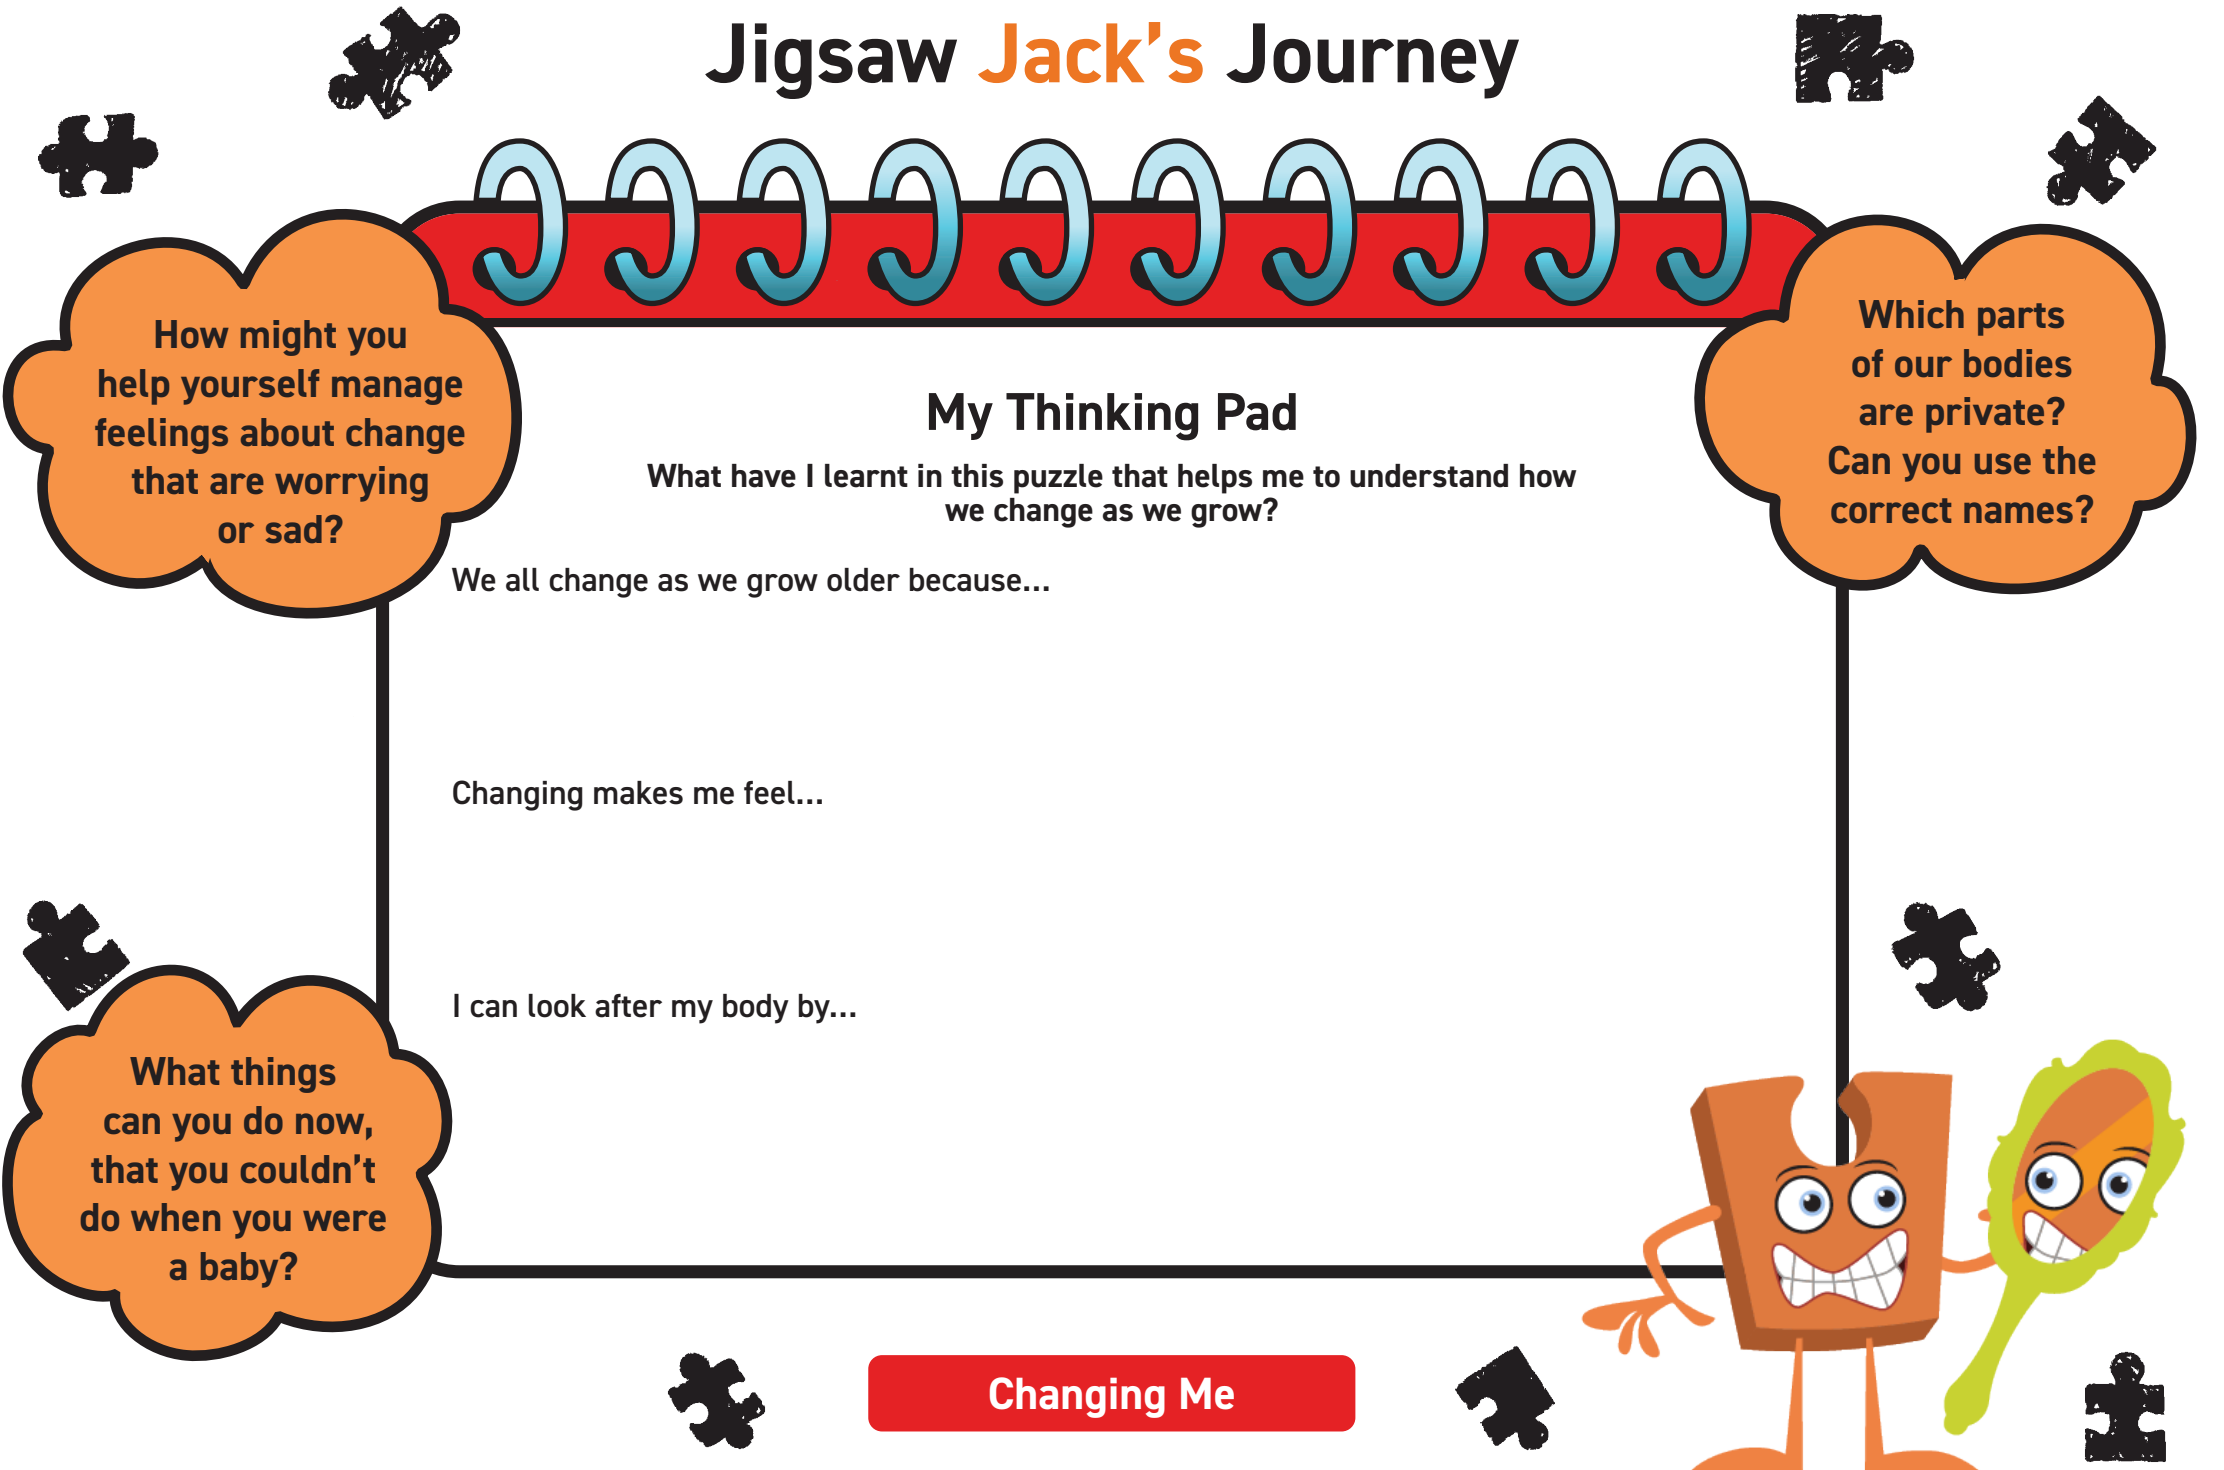 Jigsaw Jack's Journey
How might you
help yourself manage
feelings about change
that are worrying
or sad?
Which parts
of our bodies
are private?
Can you use the
correct names?
My Thinking Pad
What have I learnt in this puzzle that helps me to understand how
we change as we grow?
We all change as we grow older because...
Changing makes me feel...
I can look after my body by...
What things
can you do now,
that you couldn't
do when you were
a baby?
Changing Me